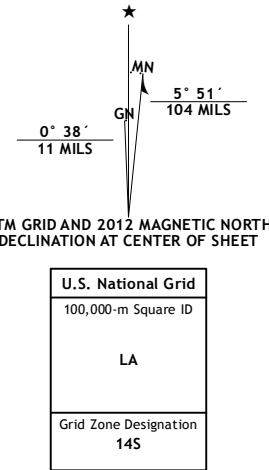 MN
GN
5° 51´
104 MILS
0° 38´
11 MILS
TM GRID AND 2012 MAGNETIC NORTH
DECLINATION AT CENTER OF SHEET
U.S. National Grid
100,000-m Square ID
LA
Grid Zone Designation
14S